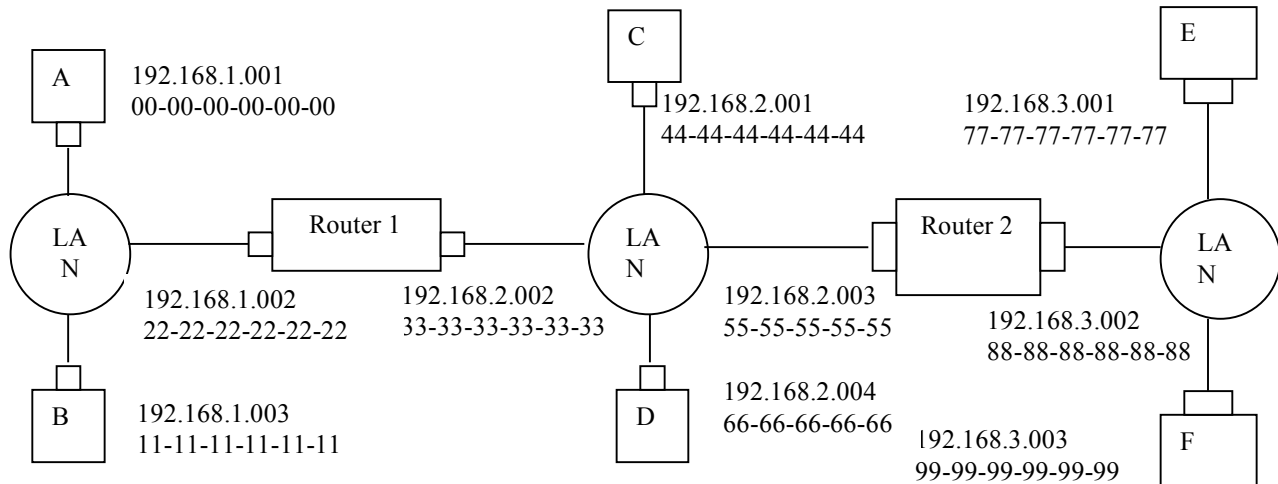 A
192.168.1.001
00-00-00-00-00-00
C
192.168.2.001
44-44-44-44-44-44
E
192.168.3.001
77-77-77-77-77-77
LA
N
Router 1
LA
N
Router 2
LA
N
192.168.1.002
22-22-22-22-22-22
192.168.2.002
33-33-33-33-33-33
192.168.2.003
55-55-55-55-55
192.168.3.002
88-88-88-88-88-88
B
192.168.1.003
11-11-11-11-11-11
D
192.168.2.004
66-66-66-66-66
192.168.3.003
99-99-99-99-99-99
F